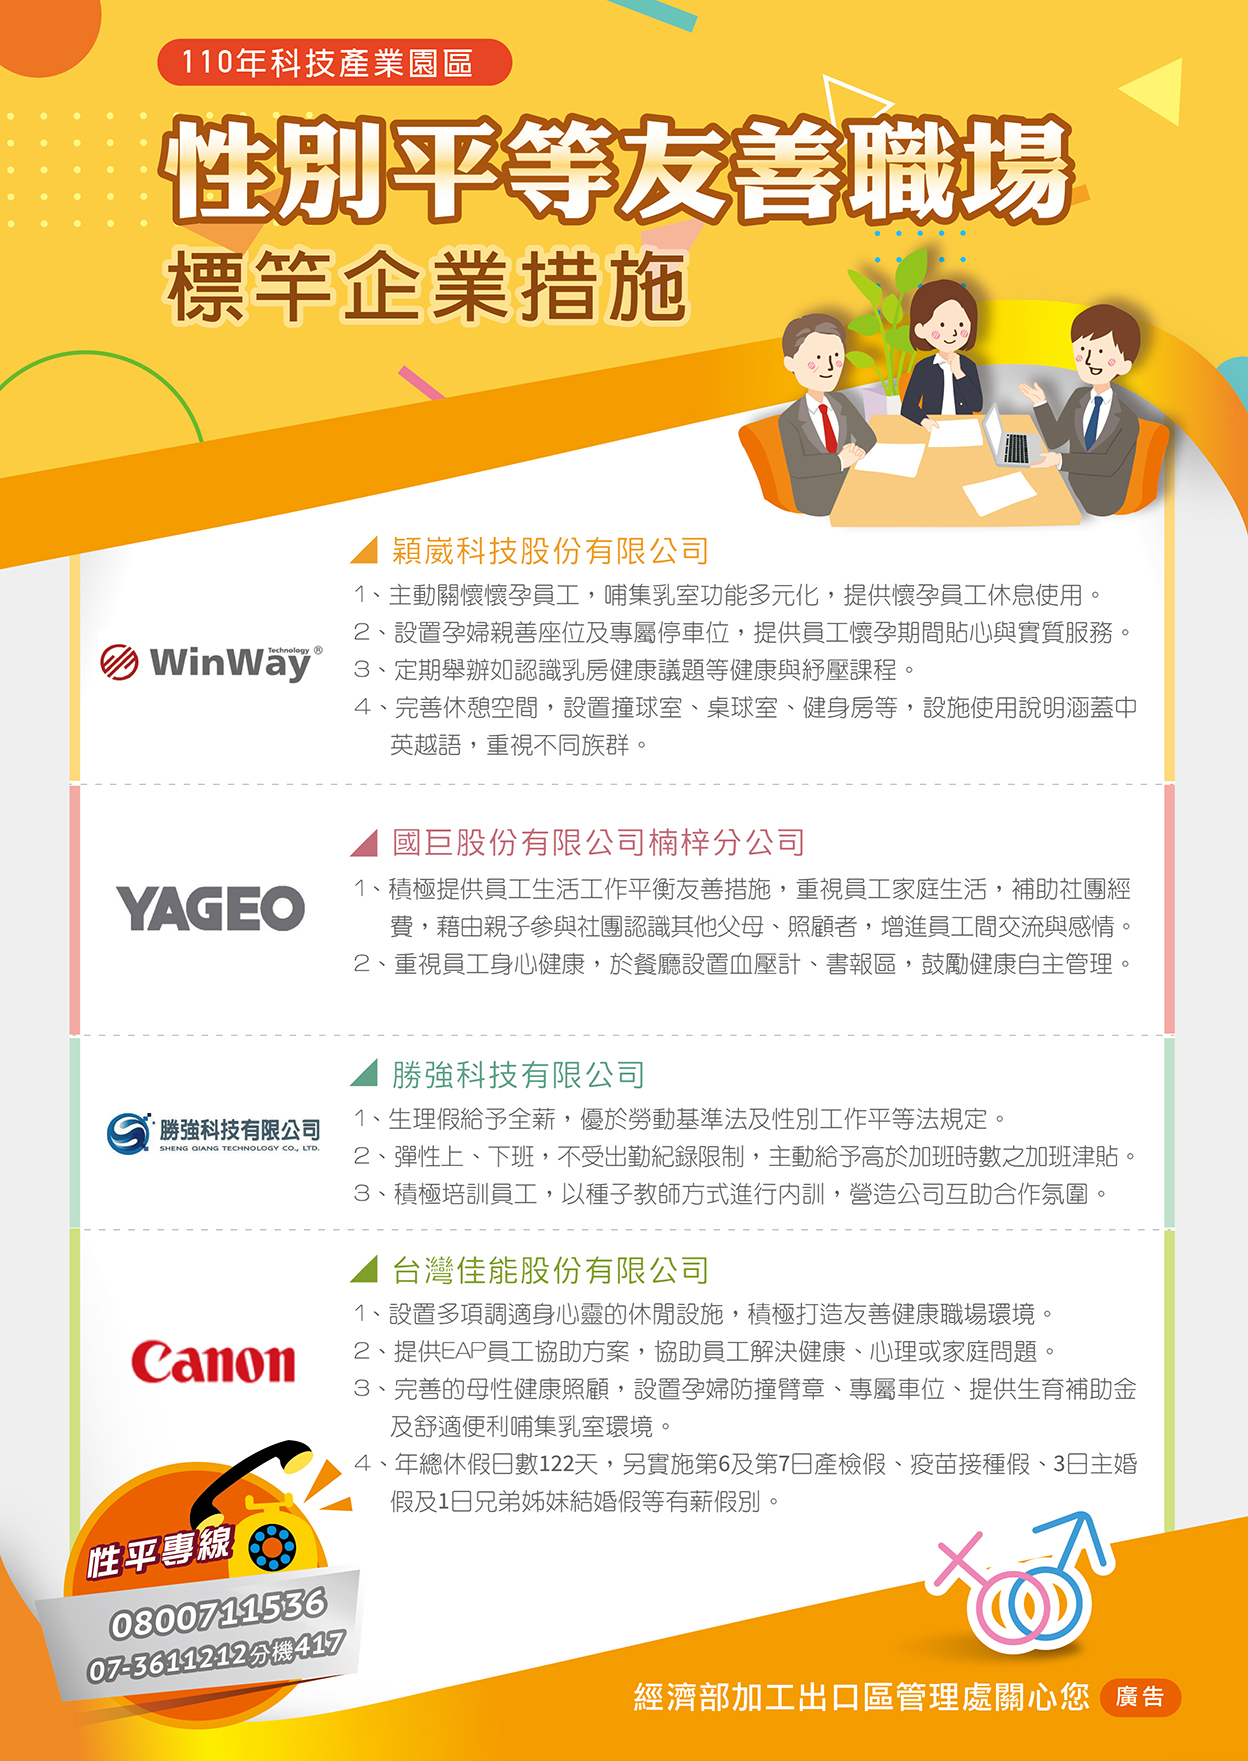 110年科技產業園區
性別平等友善職場
標竿企業措施
穎崴科技股份有限公司
WinWay Technology ®
1、主動關懷懷孕員工，哺集乳室功能多元化，提供懷孕員工休息使用。
2、設置孕婦親善座位及專屬停車位，提供員工懷孕期間貼心與實質服務。
3、定期舉辦如認識乳房健康議題等健康與紓壓課程。
4、完善休憩空間，設置撞球室、桌球室、健身房等，設施使用說明涵蓋中
英越語，重視不同族群。
國巨股份有限公司楠梓分公司
YAGEO
1、積極提供員工生活工作平衡友善措施，重視員工家庭生活，補助社團經
費，藉由親子參與社團認識其他父母、照顧者，增進員工間交流與感情。
2、重視員工身心健康，於餐廳設置血壓計、書報區，鼓勵健康自主管理。
勝強科技有限公司
勝強科技有限公司
SHENG QIANG TECHNOLOGY CO., LTD.
1、生理假給予全薪，優於勞動基準法及性別工作平等法規定。
2、彈性上、下班，不受出勤紀錄限制，主動給予高於加班時數之加班津貼。
3、積極培訓員工，以種子教師方式進行內訓，營造公司互助合作氛圍。
台灣佳能股份有限公司
Canon
1、設置多項調適身心靈的休閒設施，積極打造友善健康職場環境。
2、提供EAP員工協助方案，協助員工解決健康、心理或家庭問題。
3、完善的母性健康照顧，設置孕婦防撞臂章、專屬車位、提供生育補助金
及舒適便利哺集乳室環境。
4、年總休假日數122天，另實施第6及第7日產檢假、疫苗接種假、3日主婚
假及1日兄弟姊妹結婚假等有薪假別。
性平專線
0800711536
07-3611212分機417
經濟部加工出口區管理處關心您 廣告